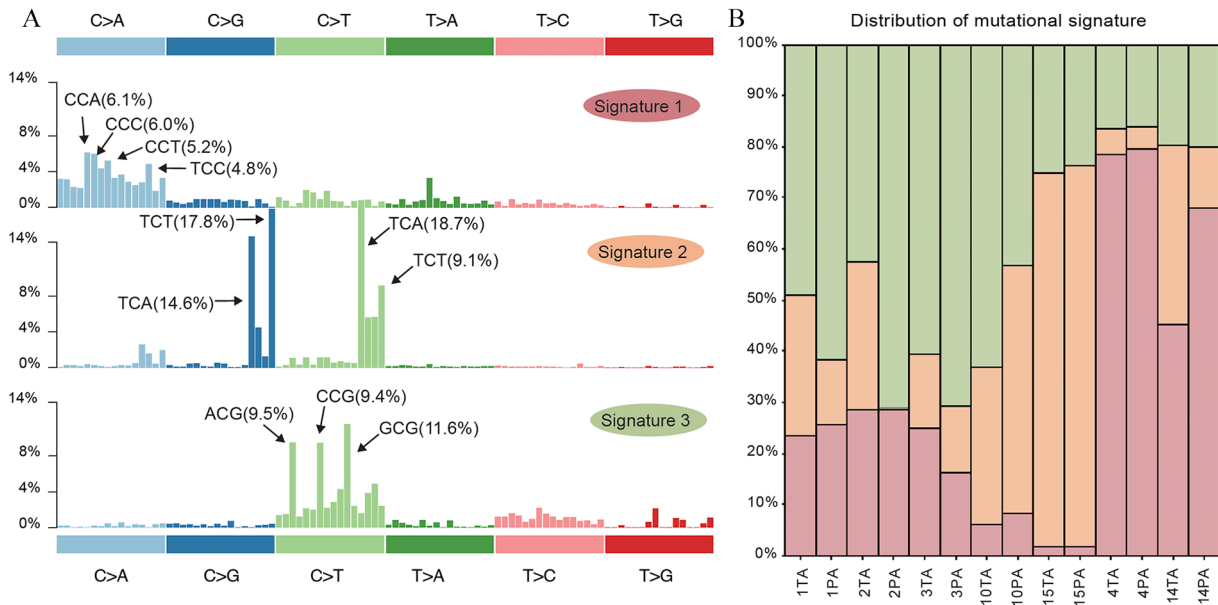 A
C>A C>G C>T T>A T>C T>G
14%
8%
4%
0%
CCA(6.1%)
CCC(6.0%)
CCT(5.2%)
TCC(4.8%)
Signature 1
14%
8%
4%
0%
TCT(17.8%)
TCA(14.6%)
TCA(18.7%)
TCT(9.1%)
Signature 2
14%
8%
4%
0%
ACG(9.5%)
CCG(9.4%)
GCG(11.6%)
Signature 3
C>A C>G C>T T>A T>C T>G
B
Distribution of mutational signature
100%
90%
80%
70%
60%
50%
40%
30%
20%
10%
0%
1TA
1PA
2TA
2PA
3TA
3PA
10TA
10PA
15TA
15PA
4TA
4PA
14TA
14PA